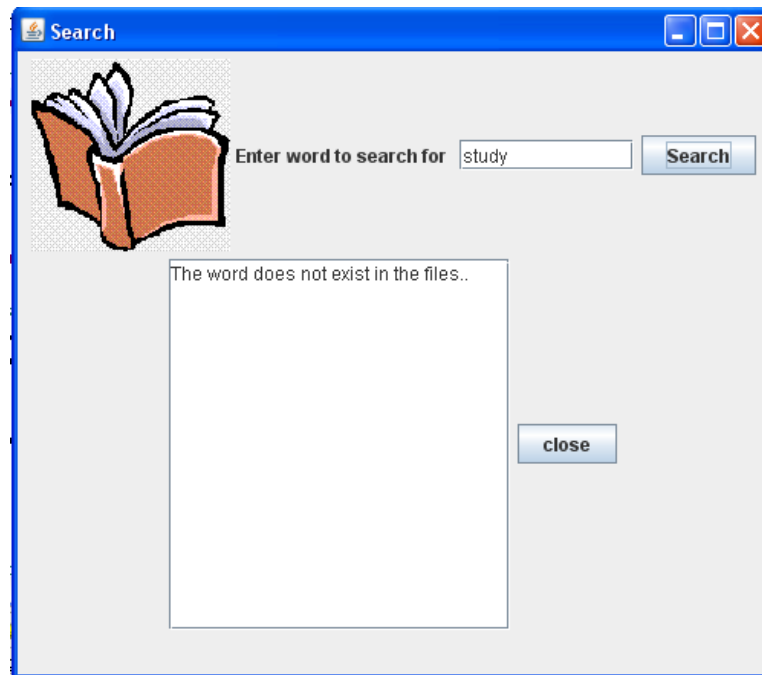 Search
Enter word to search for study Search
The word does not exist in the files..
close